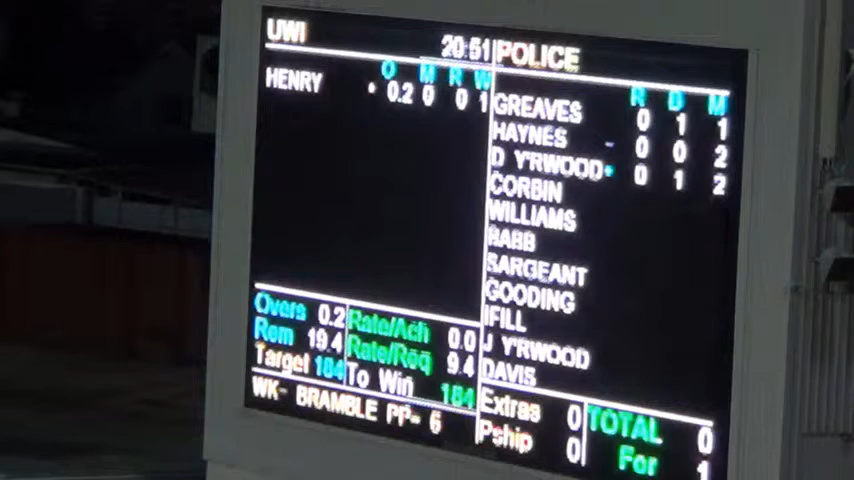 UWI 20:51 POLICE
O M R W
HENRY * 0.2 0 0 1
R B M
GREAVES 0 1 1
HAYNES - 0 0 2
D Y'RWOOD * 0 1 2
CORBIN
WILLIAMS
BABB
SARGEANT
GOODING
IFILL
J Y'RWOOD
DAVIS
Overs 0.2 Rate/Ach 0.0
Rem 19.4 Rate/Req 9.4
Target 184 To Win 184
WK- BRAMBLE PP- 6
Extras 0 TOTAL 0
Pship 0 For 1